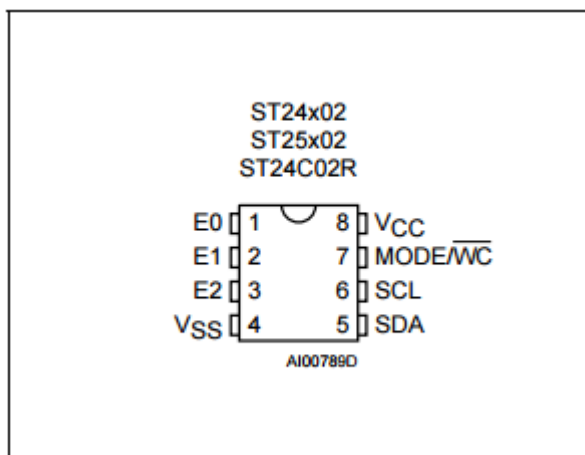 ST24x02
ST25x02
ST24C02R
E0 1 8 VCC
E1 2 7 MODE/WC
E2 3 6 SCL
VSS 4 5 SDA
AI00789D